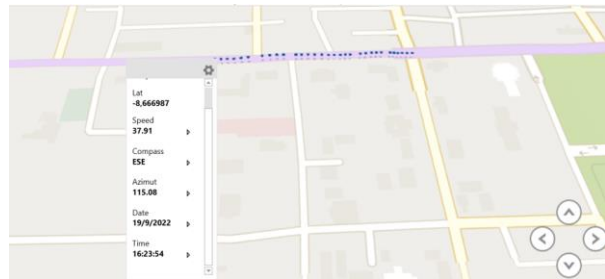 Lat
-8,666987
Speed
37.91
Compass
ESE
Azimut
115.08
Date
19/9/2022
Time
16:23:54